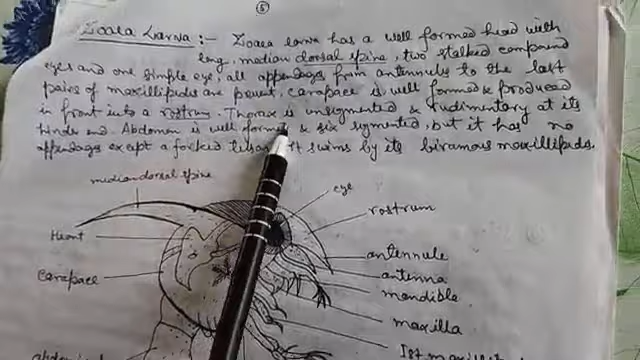 5
Zoaea Larva :- Zoaea larva has a well formed head with
long, median dorsal spine, two stalked compound
eyes and one simple eye, all appendages from antennules to the last
pairs of maxillipeds are present, carapace is well formed & produced
in front into a rostrum. Thorax is unsegmented & rudimentary at its
hinder end. Abdomen is well formed & six segmented, but it has no
appendages except a forked It swims by its biramous maxillipeds.
median dorsal spine
eye
rostrum
Heart
antennule
Carapace
antenna
mandible
maxilla
Ist
abdominal